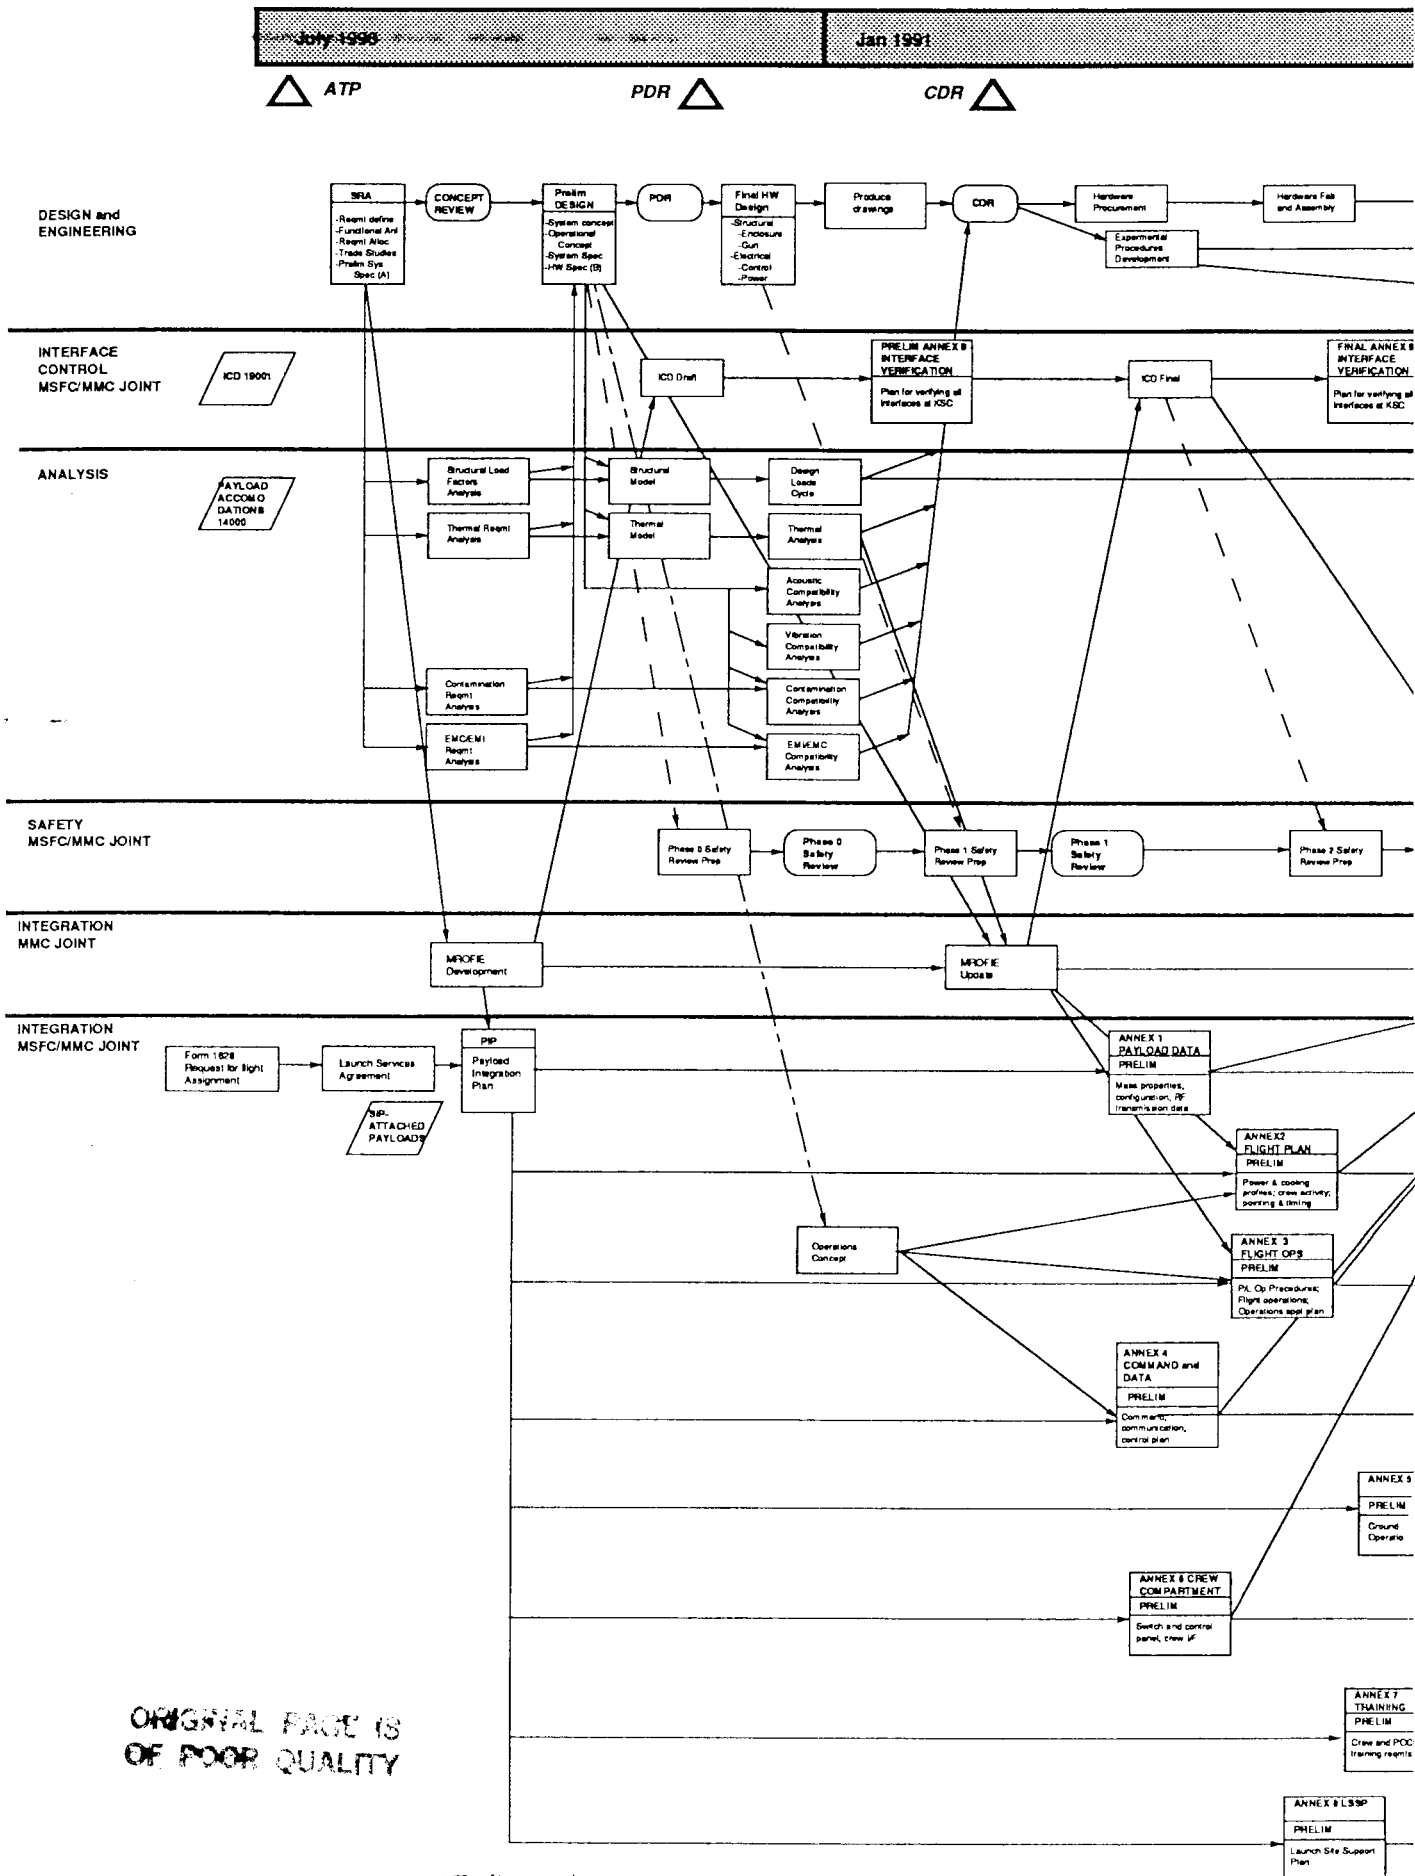 July 1990
Jan 1991
ATP
PDR
CDR
DESIGN and
ENGINEERING
SRA
-Reqmt define
-Functional Anl
-Reqmt Alloc
-Trade Studies
-Prelim Sys
Spec (A)
CONCEPT
REVIEW
Prelim
DESIGN
-System concept
-Operational
Concept
-System Spec
-HW Spec (B)
PDR
Final HW
Design
-Structural
-Enclosure
-Gun
-Electrical
-Control
-Power
Produce
drawings
CDR
Hardware
Procurement
Hardware Fab
and Assembly
Experimental
Procedures
Development
INTERFACE
CONTROL
MSFC/MMC JOINT
ICD 19001
ICD Draft
PRELIM ANNEX 9
INTERFACE
VERIFICATION
Plan for verifying all
Interfaces at KSC
ICD Final
FINAL ANNEX 9
INTERFACE
VERIFICATION
Plan for verifying all
Interfaces at KSC
ANALYSIS
PAYLOAD
ACCOMO
DATIONS
14000
Structural Load
Factors
Analysis
Structural
Model
Design
Loads
Cycle
Thermal Reqmt
Analysis
Thermal
Model
Thermal
Analysis
Acoustic
Compatibility
Analysis
Vibration
Compatibility
Analysis
Contamination
Reqmt
Analysis
Contamination
Compatibility
Analysis
EMC/EMI
Reqmt
Analysis
EMI/EMC
Compatibility
Analysis
SAFETY
MSFC/MMC JOINT
Phase 0 Safety
Review Prep
Phase 0
Safety
Review
Phase 1 Safety
Review Prep
Phase 1
Safety
Review
Phase 2 Safety
Review Prep
INTEGRATION
MMC JOINT
MROFIE
Development
MROFIE
Update
INTEGRATION
MSFC/MMC JOINT
Form 1628
Request for flight
Assignment
Launch Services
Agreement
PIP
Payload
Integration
Plan
SIP-
ATTACHED
PAYLOADS
ANNEX 1
PAYLOAD DATA
PRELIM
Mass properties,
configuration, RF
transmission data
ANNEX2
FLIGHT PLAN
PRELIM
Power & cooling
profiles; crew activity;
pointing & timing
Operations
Concept
ANNEX 3
FLIGHT OPS
PRELIM
P/L Op Procedures;
Flight operations;
Operations appl plan
ANNEX 4
COMMAND and
DATA
PRELIM
Command,
communication,
control plan
ANNEX 5
PRELIM
Ground
Operatio
ANNEX 6 CREW
COMPARTMENT
PRELIM
Switch and control
panel, crew I/F
ORIGINAL PAGE IS
OF POOR QUALITY
ANNEX 7
TRAINING
PRELIM
Crew and POC
training reqmts
ANNEX 8 LSSP
PRELIM
Launch Site Support
Plan